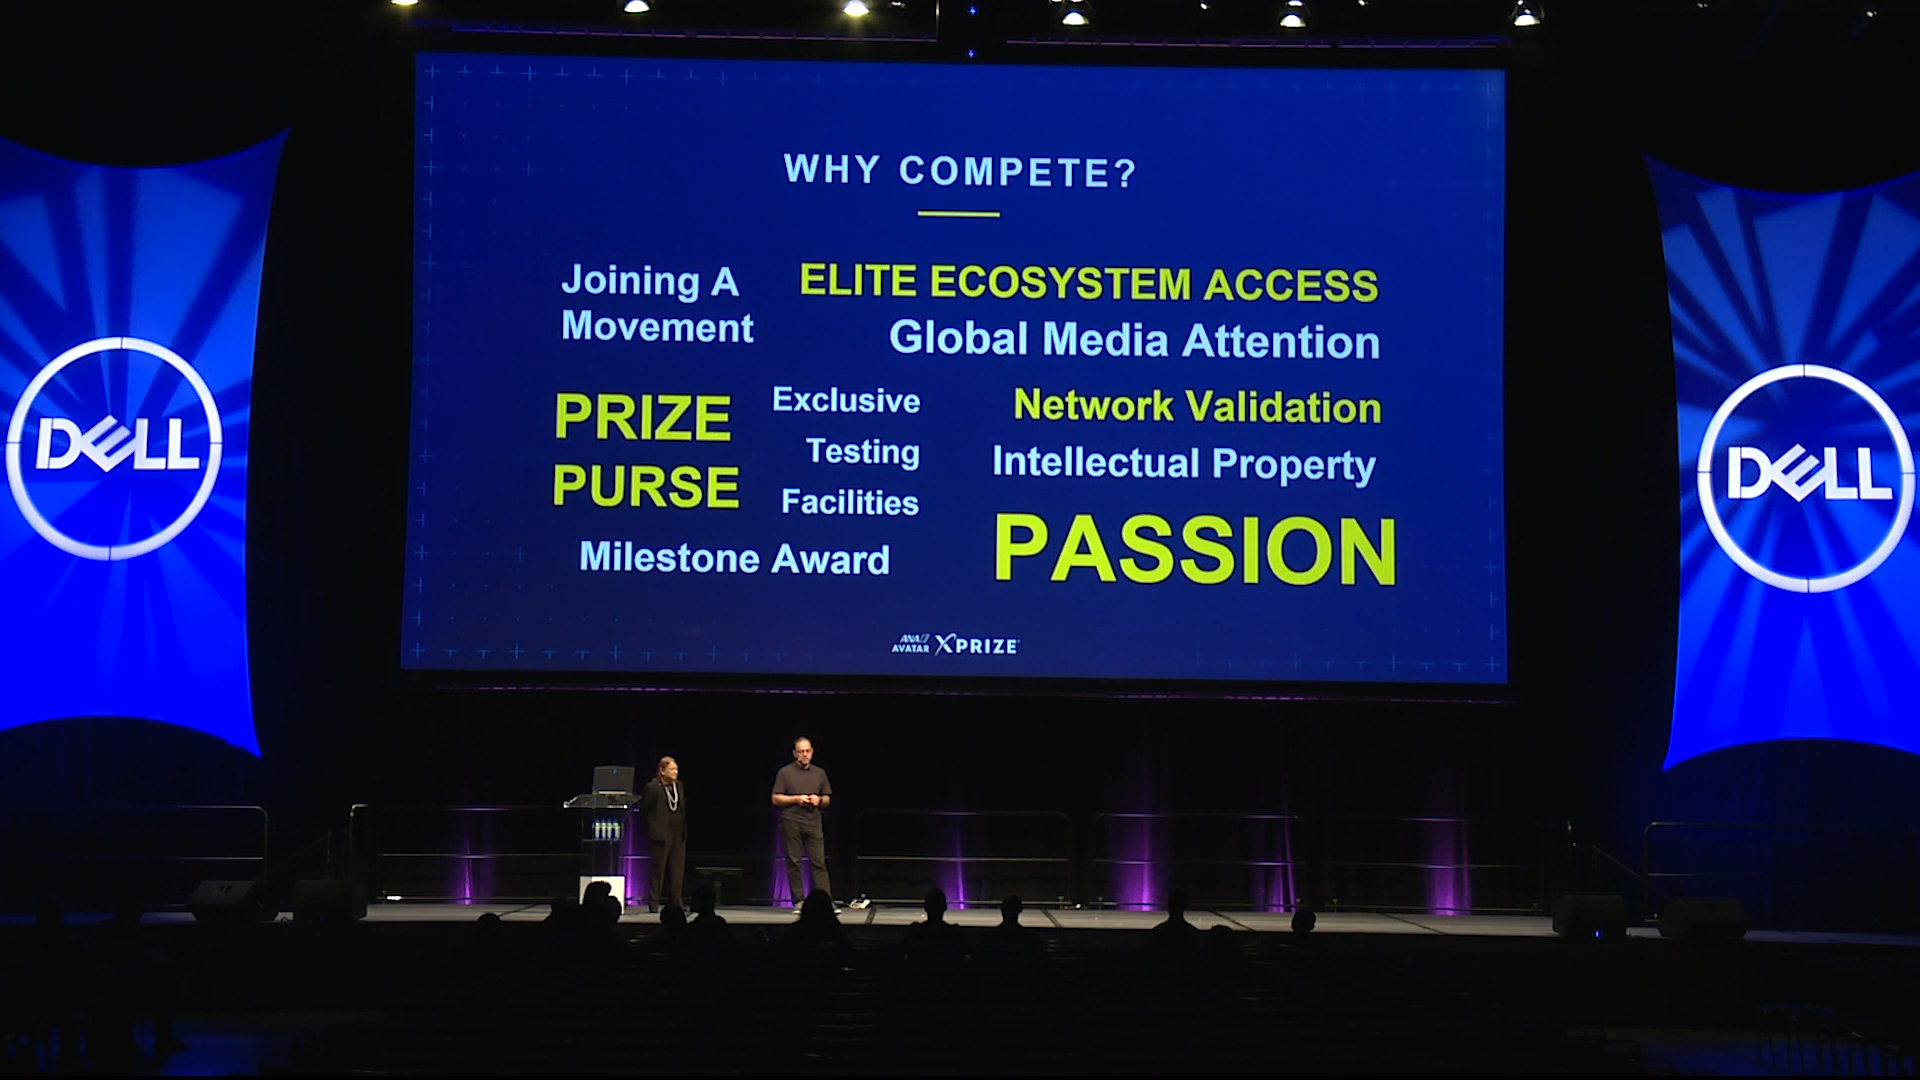 WHY COMPETE?
Joining A
Movement
ELITE ECOSYSTEM ACCESS
Global Media Attention
PRIZE
PURSE
Exclusive
Testing
Facilities
Network Validation
Intellectual Property
Milestone Award
PASSION
ANA
AVATAR XPRIZE
DELL
DELL